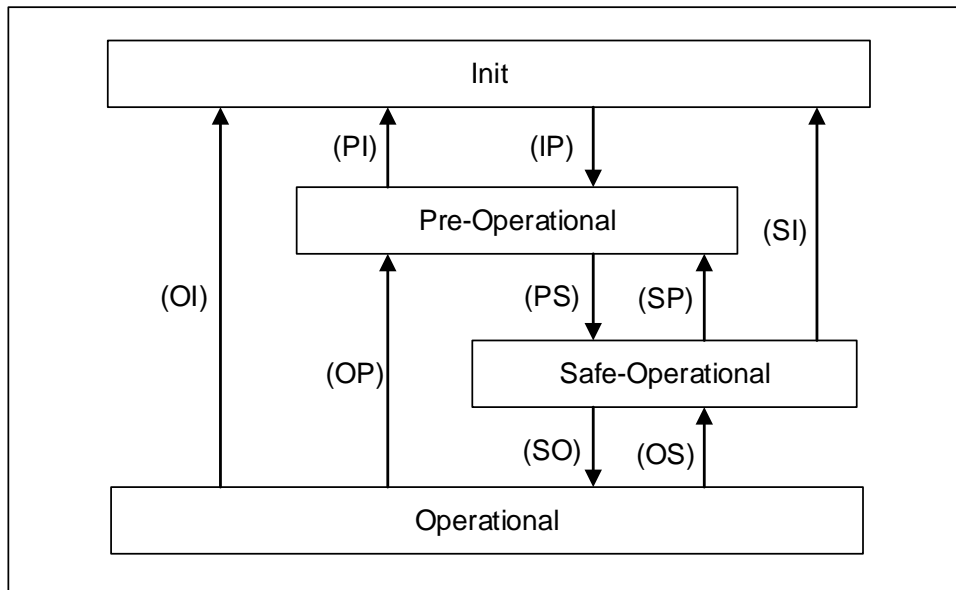 Init
(PI)
(IP)
Pre-Operational
(SI)
(OI)
(PS)
(SP)
Safe-Operational
(OP)
(SO)
(OS)
Operational